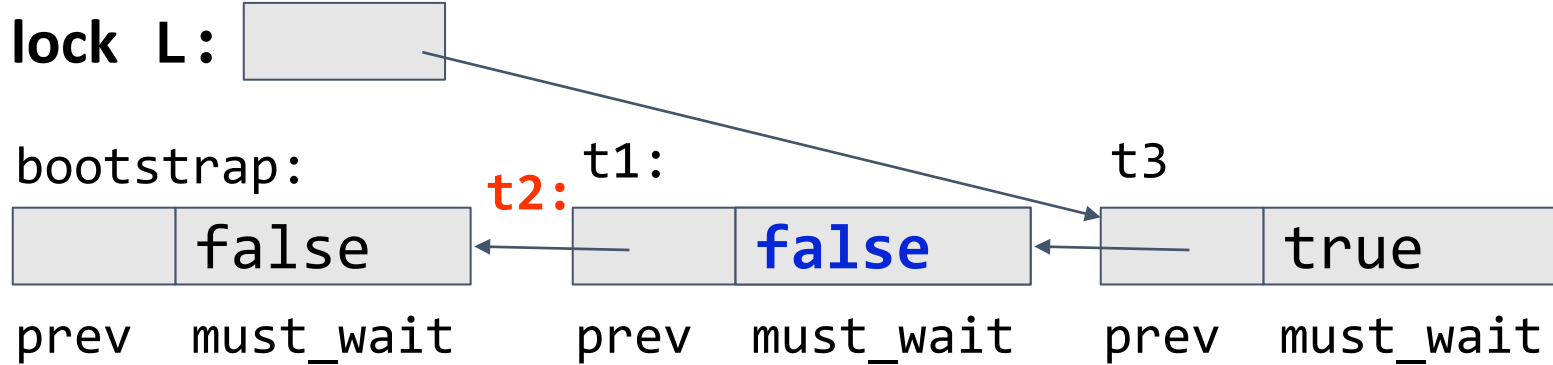 lock L:
bootstrap: t1: t3
t2:
false false true
prev must_wait prev must_wait prev must_wait